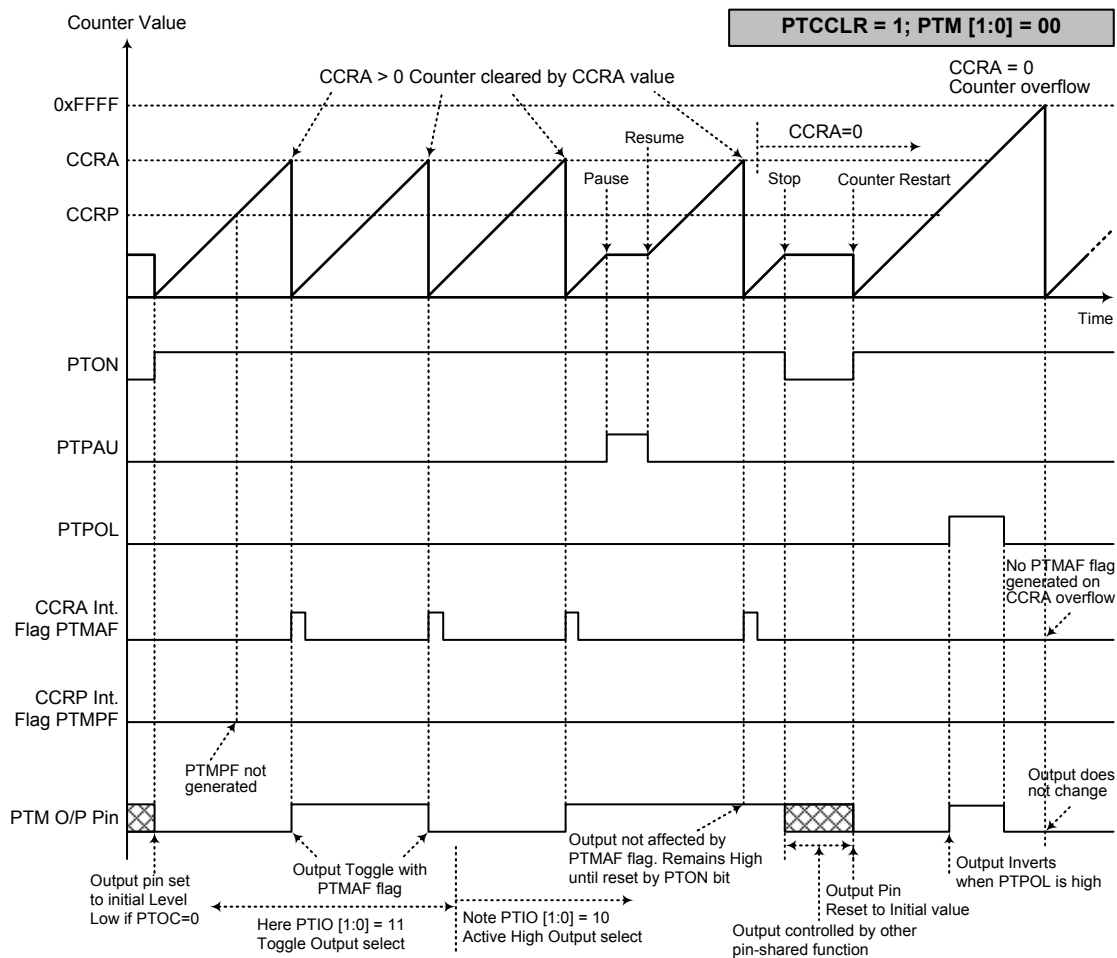 Counter Value
PTCCLR = 1; PTM [1:0] = 00
CCRA > 0 Counter cleared by CCRA value
CCRA = 0
Counter overflow
0xFFFF
Resume
CCRA=0
CCRA
Pause
Stop
Counter Restart
CCRP
Time
PTON
PTPAU
PTPOL
No PTMAF flag
generated on
CCRA overflow
CCRA Int.
Flag PTMAF
CCRP Int.
Flag PTMPF
PTMPF not
generated
Output does
not change
PTM O/P Pin
Output not affected by
PTMAF flag. Remains High
until reset by PTON bit
Output Toggle with
PTMAF flag
Output Inverts
when PTPOL is high
Output pin set
to initial Level
Low if PTOC=0
Output Pin
Reset to Initial value
Here PTIO [1:0] = 11
Toggle Output select
Note PTIO [1:0] = 10
Active High Output select
Output controlled by other
pin-shared function